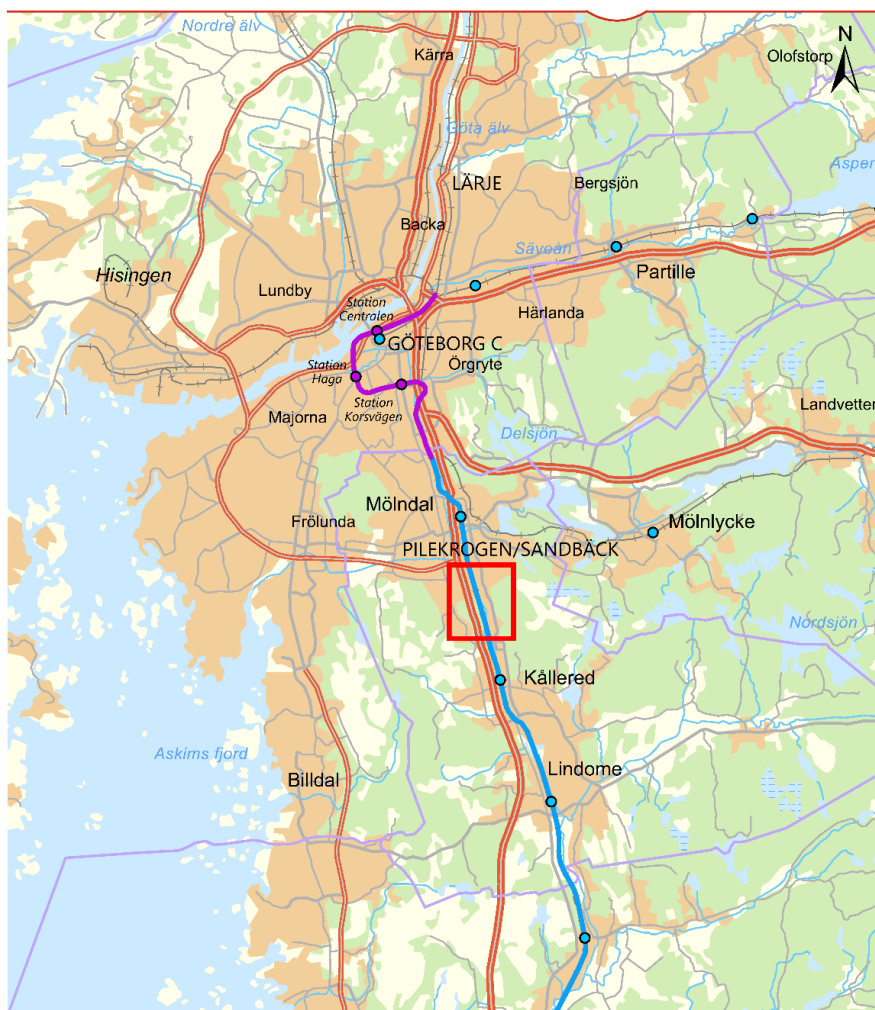 Nordre älv
Kärra
N
Olofstorp
Göta älv
LÄRJE
Bergsjön
Aspen
Backa
Säveån
Hisingen
Partille
Lundby
Station
Centralen
Härlanda
GÖTEBORG C
Örgryte
Station
Haga
Station
Korsvägen
Landvetter
Majorna
Delsjön
Mölndal
Frölunda
Mölnlycke
PILEKROGEN/SANDBÄCK
Nordsjön
Kållered
Askims fjord
Lindome
Billdal